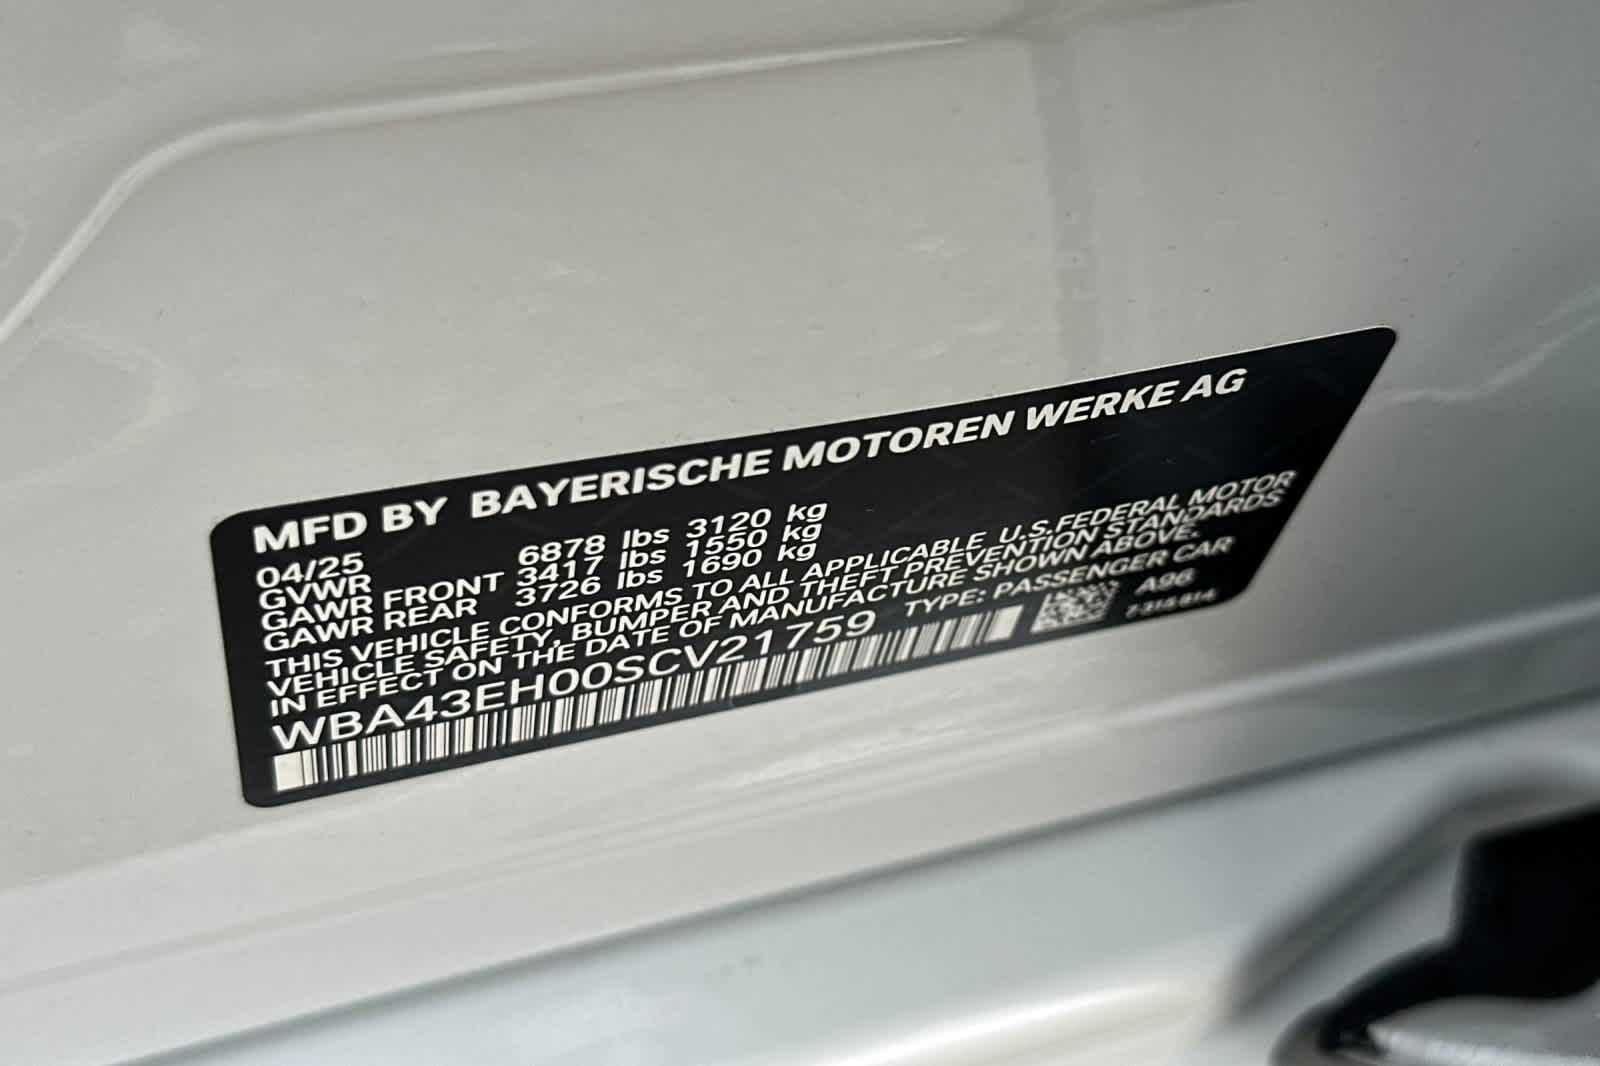 MFD BY BAYERISCHE MOTOREN WERKE AG
04/25
GVWR 6878 lbs 3120 kg
GAWR FRONT 3417 lbs 1550 kg
GAWR REAR 3726 lbs 1690 kg
THIS VEHICLE CONFORMS TO ALL APPLICABLE U.S.FEDERAL MOTOR
VEHICLE SAFETY, BUMPER AND THEFT PREVENTION STANDARDS
IN EFFECT ON THE DATE OF MANUFACTURE SHOWN ABOVE.
WBA43EH00SCV21759 TYPE: PASSENGER CAR
A96